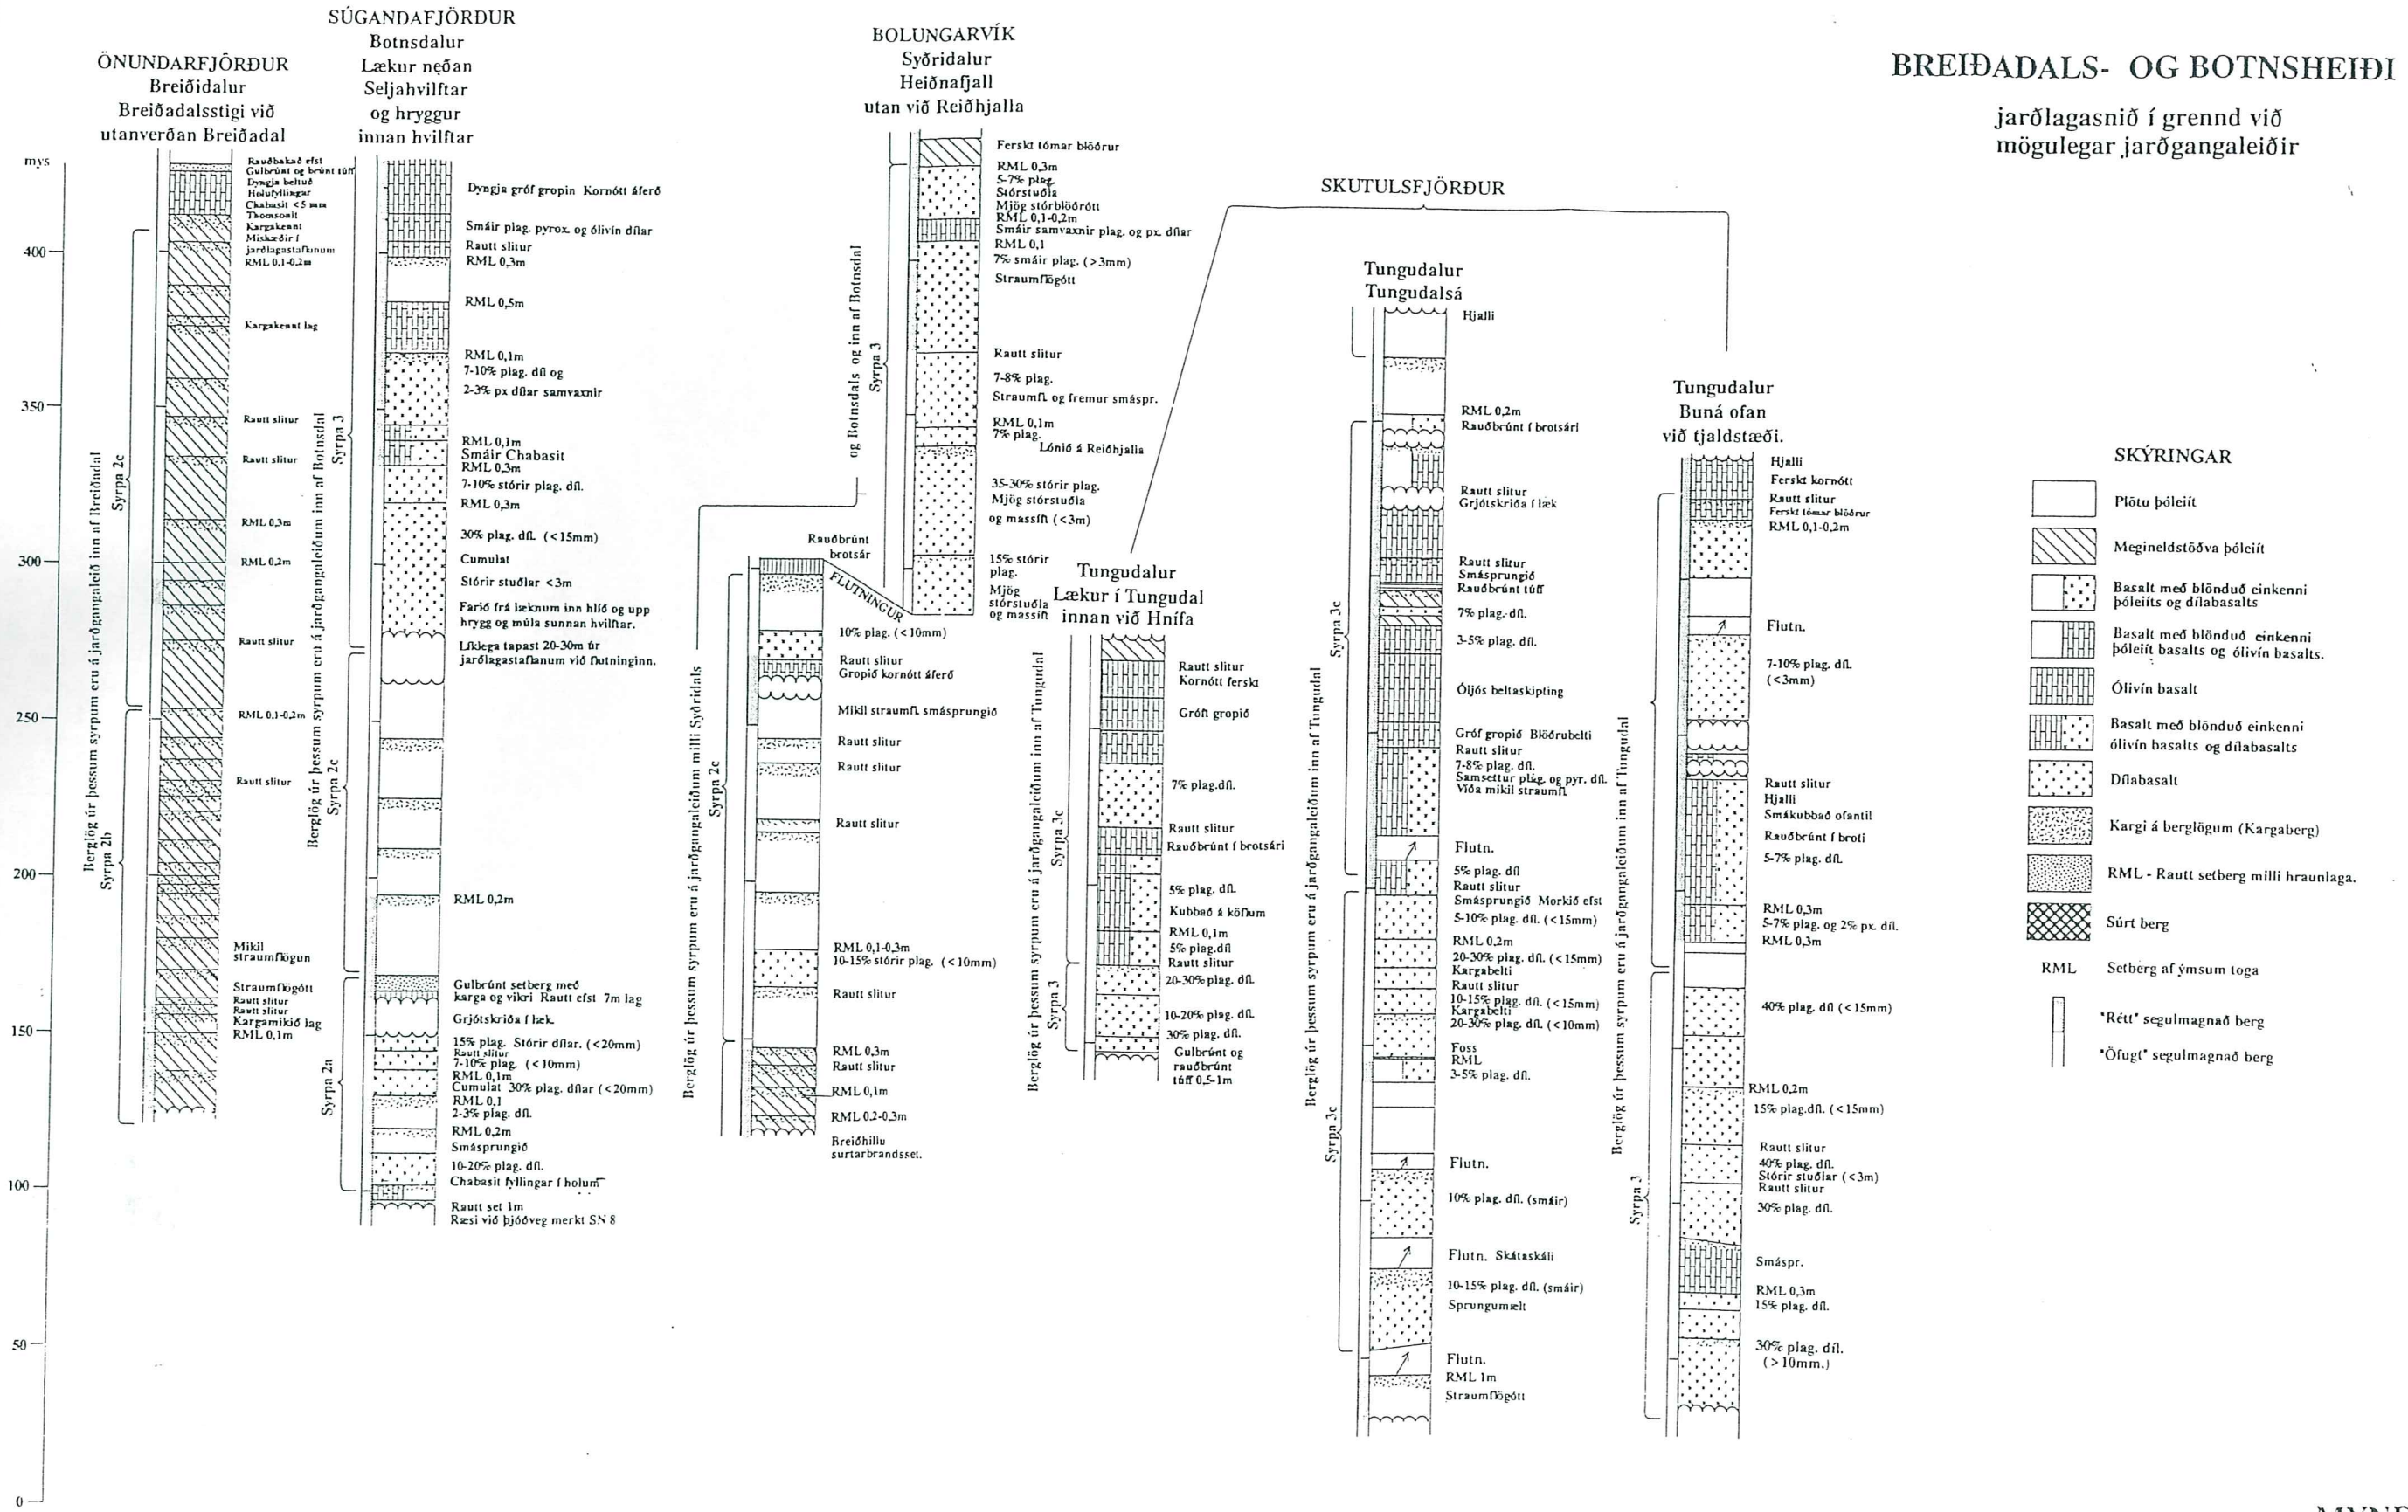 BREIÐADALS- OG BOTNSHEIÐI
jarðlagasnið í grennd við
mögulegar jarðgangaleiðir
mys
400
350
300
250
200
150
100
50
0
ÖNUNDARFJÖRÐUR
Breiðidalur
Breiðadalsstigi við
utanverðan Breiðadal
Berglög úr þessum syrpum eru á jarðgangaleið inn af Breiðadal
Syrpa 2c
Syrpa 2b
Rauðbakað efst
Gulbrúnt og brúnt túff
Dyngja beltuð
Holufyllingar
Chabasit <5 mm
Thomsonit
Kargakennt
Miskæðir í
jarðlagastaflanum
RML 0,1-0,2m
Kargakennt lag
Rautt slitur
Rautt slitur
RML 0,3m
RML 0,2m
Rautt slitur
RML 0,1-0,2m
Rautt slitur
Mikil
straumflögun
Straumflögótt
Rautt slitur
Rautt slitur
Kargamikið lag
RML 0,1m
SÚGANDAFJÖRÐUR
Botnsdalur
Lækur neðan
Seljahvilftar
og hryggur
innan hvilftar
Berglög úr þessum syrpum eru á jarðgangaleiðum inn af Botnsdal
Syrpa 3
Syrpa 2c
Syrpa 2a
Dyngja gróf gropin Kornótt áferð
Smáir plag. pyrox. og ólivín dílar
Rautt slitur
RML 0,3m
RML 0,5m
RML 0,1m
7-10% plag. díl og
2-3% px dílar samvaxnir
RML 0,1m
Smáir Chabasit
RML 0,3m
7-10% stórir plag. díl.
RML 0,3m
30% plag. díl. (<15mm)
Cumulat
Stórir stuðlar <3m
Farið frá læknum inn hlíð og upp
hrygg og múla sunnan hvilftar.
Líklega tapast 20-30m úr
jarðlagastaflanum við flutninginn.
RML 0,2m
Gulbrúnt setberg með
karga og vikri Rautt efst 7m lag
Grjótskriða í læk
15% plag. Stórir dílar. (<20mm)
Rautt slitur
7-10% plag. (<10mm)
RML 0,1m
Cumulat 30% plag. dílar (<20mm)
RML 0,1
2-3% plag. díl.
RML 0,2m
Smásprungið
10-20% plag. díl.
Chabasit fyllingar í holum
Rautt set 1m
Ræsi við þjóðveg merkt SN 8
BOLUNGARVÍK
Syðridalur
Heiðnafjall
utan við Reiðhjalla
Berglög úr þessum syrpum eru á jarðgangaleiðum milli Syðridals
og Botnsdals og inn af Botnsdal
Syrpa 3
Syrpa 2c
Ferskt tómar blöðrur
RML 0,3m
5-7% plag.
Stórstuðla
Mjög stórblöðrótt
RML 0,1-0,2m
Smáir samvaxnir plag. og px. dílar
RML 0,1
7% smáir plag. (>3mm)
Straumflögótt
Rautt slitur
7-8% plag.
Straumfl. og fremur smáspr.
RML 0,1m
7% plag.
Lónið á Reiðhjalla
35-30% stórir plag.
Mjög stórstuðla
og massíft (<3m)
15% stórir
plag.
Mjög
stórstuðla
og massíft
Rauðbrúnt
brotsár
FLUTNINGUR
10% plag. (<10mm)
Rautt slitur
Gropið kornótt áferð
Mikil straumfl. smásprungið
Rautt slitur
Rautt slitur
Rautt slitur
RML 0,1-0,3m
10-15% stórir plag. (<10mm)
Rautt slitur
RML 0,3m
Rautt slitur
RML 0,1m
RML 0.2-0,3m
Breiðhillu
surtarbrandsset.
SKUTULSFJÖRÐUR
Tungudalur
Lækur í Tungudal
innan við Hnífa
Berglög úr þessum syrpum eru á jarðgangaleiðum inn af Tungudal
Syrpa 3c
Syrpa 3
Rautt slitur
Kornótt ferskt
Gróft gropið
7% plag.díl.
Rautt slitur
Rauðbrúnt í brotsári
5% plag. díl.
Kubbað á köflum
RML 0,1m
5% plag.díl
Rautt slitur
20-30% plag. díl.
10-20% plag. díl.
30% plag. díl.
Gulbrúnt og
rauðbrúnt
túff 0,5-1m
Tungudalur
Tungudalsá
Berglög úr þessum syrpum eru á jarðgangaleiðum inn af Tungudal
Syrpa 3c
Syrpa 3c
Hjalli
RML 0,2m
Rauðbrúnt í brotsári
Rautt slitur
Grjótskriða í læk
Rautt slitur
Smásprungið
Rauðbrúnt túff
7% plag. díl.
3-5% plag. díl.
Óljós beltaskipting
Gróf gropið Blöðrubelti
Rautt slitur
7-8% plag. díl.
Samsettur plag. og pyr. díl.
Víða mikil straumfl.
Flutn.
5% plag. díl
Rautt slitur
Smásprungið Morkið efst
5-10% plag. díl. (<15mm)
RML 0,2m
20-30% plag. díl. (<15mm)
Kargabelti
Rautt slitur
10-15% plag. díl. (<15mm)
Kargabelti
20-30% plag. díl. (<10mm)
Foss
RML
3-5% plag. díl.
Flutn.
10% plag. díl. (smáir)
Flutn. Skátaskáli
10-15% plag. díl. (smáir)
Sprungumælt
Flutn.
RML 1m
Straumflögótt
Tungudalur
Buná ofan
við tjaldstæði.
Berglög úr þessum syrpum eru á jarðgangaleiðum inn af Tungudal
Syrpa 3
Hjalli
Ferskt kornótt
Rautt slitur
Ferskt tómar blöðrur
RML 0,1-0,2m
Flutn.
7-10% plag. díl.
(<3mm)
Rautt slitur
Hjalli
Smákubbað ofantil
Rauðbrúnt í broti
5-7% plag. díl.
RML 0,3m
5-7% plag. og 2% px. díl.
RML 0,3m
40% plag. díl (<15mm)
RML 0,2m
15% plag.díl. (<15mm)
Rautt slitur
40% plag. díl.
Stórir stuðlar (<3m)
Rautt slitur
30% plag. díl.
Smáspr.
RML 0,3m
15% plag. díl.
30% plag. díl.
(>10mm.)
SKÝRINGAR
Plötu þóleiít
Megineldstöðva þóleiít
Basalt með blönduð einkenni
þóleiíts og dílabasalts
Basalt með blönduð einkenni
þóleiít basalts og ólivín basalts.
Ólivín basalt
Basalt með blönduð einkenni
ólivín basalts og dílabasalts
Dílabasalt
Kargi á berglögum (Kargaberg)
RML - Rautt setberg milli hraunlaga.
Súrt berg
RML Setberg af ýmsum toga
"Rétt" segulmagnað berg
"Öfugt" segulmagnað berg